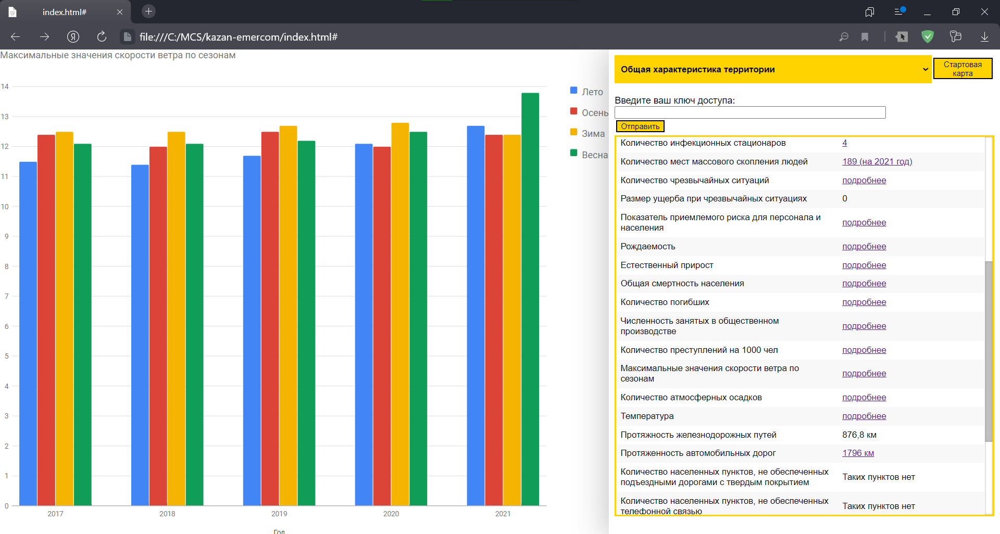 index.html#
file:///C:/MCS/kazan-emercom/index.html#
Максимальные значения скорости ветра по сезонам
14
13
12
11
10
9
8
7
6
5
4
3
2
1
0
2017
2018
2019
2020
2021
Год
Лето
Осень
Зима
Весна
Общая характеристика территории
Стартовая
карта
Введите ваш ключ доступа:
Отправить
Количество инфекционных стационаров 4
Количество мест массового скопления людей 189 (на 2021 год)
Количество чрезвычайных ситуаций подробнее
Размер ущерба при чрезвычайных ситуациях 0
Показатель приемлемого риска для персонала и
населения подробнее
Рождаемость подробнее
Естественный прирост подробнее
Общая смертность населения подробнее
Количество погибших подробнее
Численность занятых в общественном
производстве подробнее
Количество преступлений на 1000 чел подробнее
Максимальные значения скорости ветра по
сезонам подробнее
Количество атмосферных осадков подробнее
Температура подробнее
Протяжность железнодорожных путей 876,8 км
Протяженность автомобильных дорог 1796 км
Количество населенных пунктов, не обеспеченных
подъездными дорогами с твердым покрытием Таких пунктов нет
Количество населенных пунктов, не обеспеченных
телефонной связью Таких пунктов нет